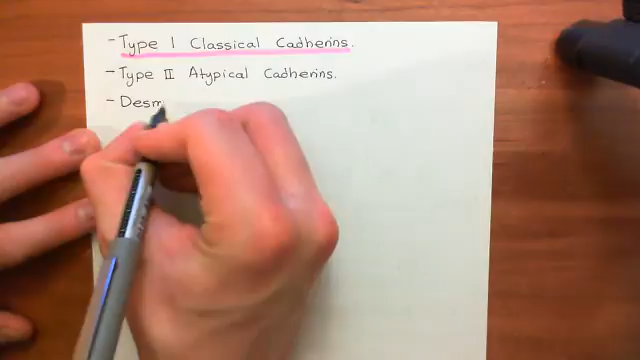 - Type I Classical Cadherins.
- Type II Atypical Cadherins.
- Desm